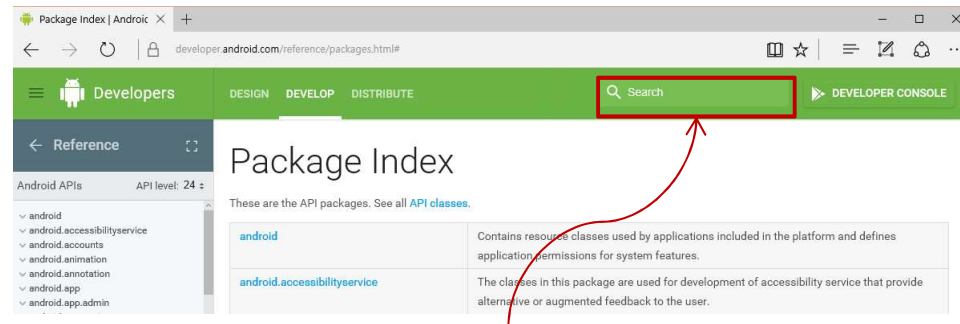 Package Index | Androic
developer.android.com/reference/packages.html#
Developers
DESIGN DEVELOP DISTRIBUTE
Search
DEVELOPER CONSOLE
Reference
Android APIs API level: 24
android
android.accessibilityservice
android.accounts
android.animation
android.annotation
android.app
android.app.admin
Package Index
These are the API packages. See all API classes.
android
Contains resource classes used by applications included in the platform and defines
application permissions for system features.
android.accessibilityservice
The classes in this package are used for development of accessibility service that provide
alternative or augmented feedback to the user.